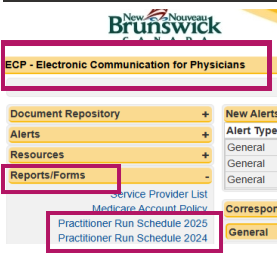 New Nouveau
Brunswick
C A N A D A
ECP - Electronic Communication for Physicians
Document Repository +
Alerts +
Resources +
Reports/Forms -
Service Provider List
Medicare Account Policy
Practitioner Run Schedule 2025
Practitioner Run Schedule 2024
New Alerts
Alert Type
General
General
General
Correspon
General